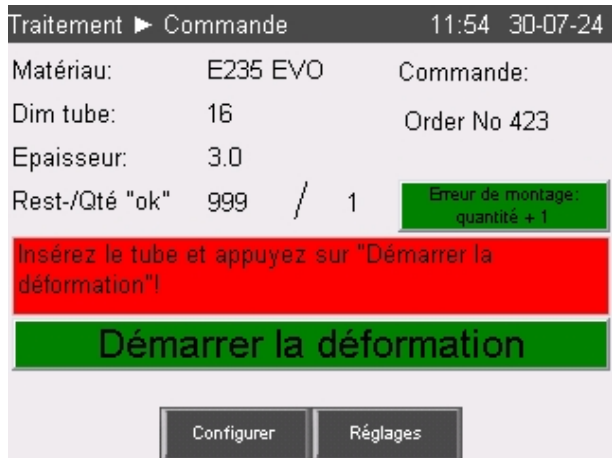 Traitement ► Commande 11:54 30-07-24
Matériau: E235 EVO Commande:
Dim tube: 16 Order No 423
Epaisseur: 3.0
Rest-/Qté "ok" 999 / 1
Erreur de montage:
quantité + 1
Insérez le tube et appuyez sur "Démarrer la
déformation"!
Démarrer la déformation
Configurer Réglages